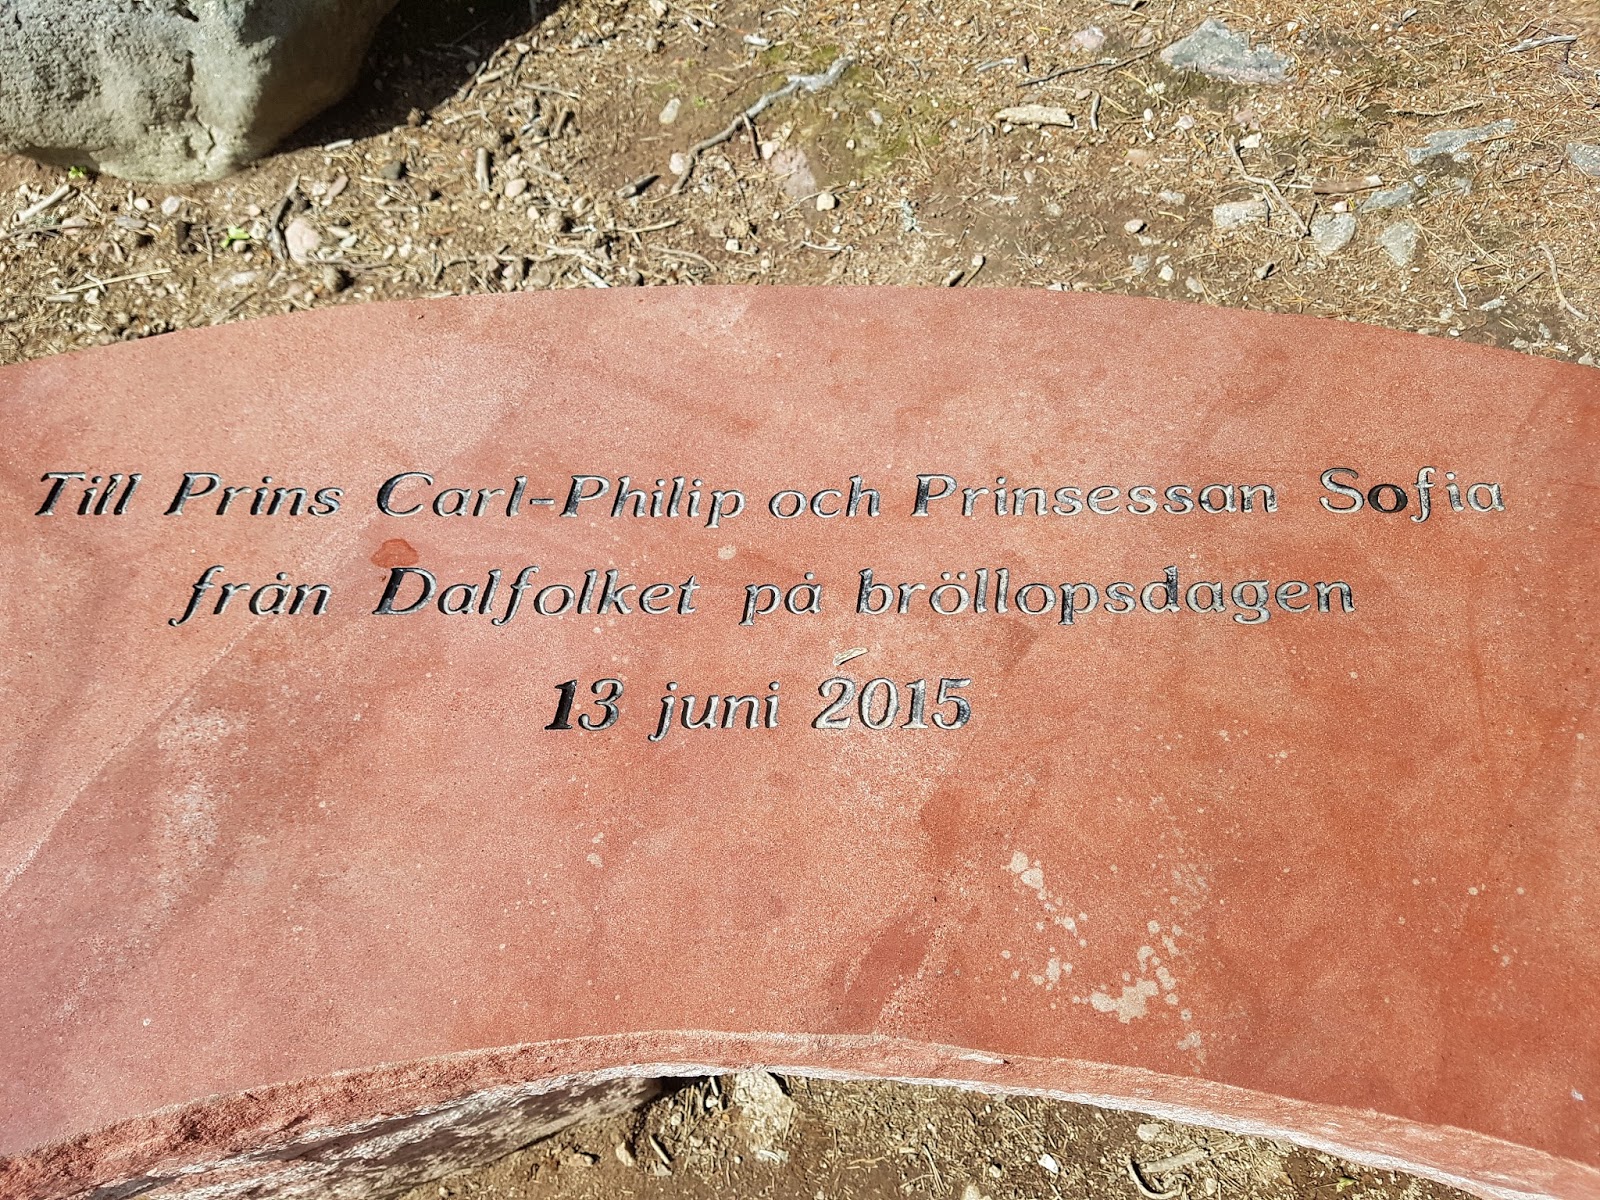 Till Prins Carl-Philip och Prinsessan Sofia
från Dalfolket på bröllopsdagen
13 juni 2015